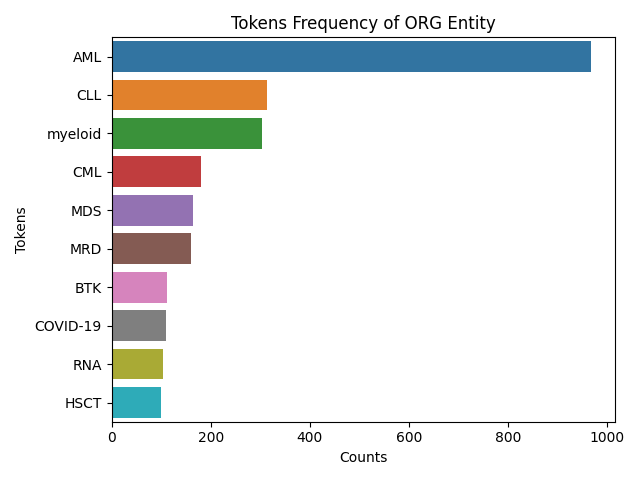 Tokens Frequency of ORG Entity
Tokens
AML
CLL
myeloid
CML
MDS
MRD
BTK
COVID-19
RNA
HSCT
0 200 400 600 800 1000
Counts